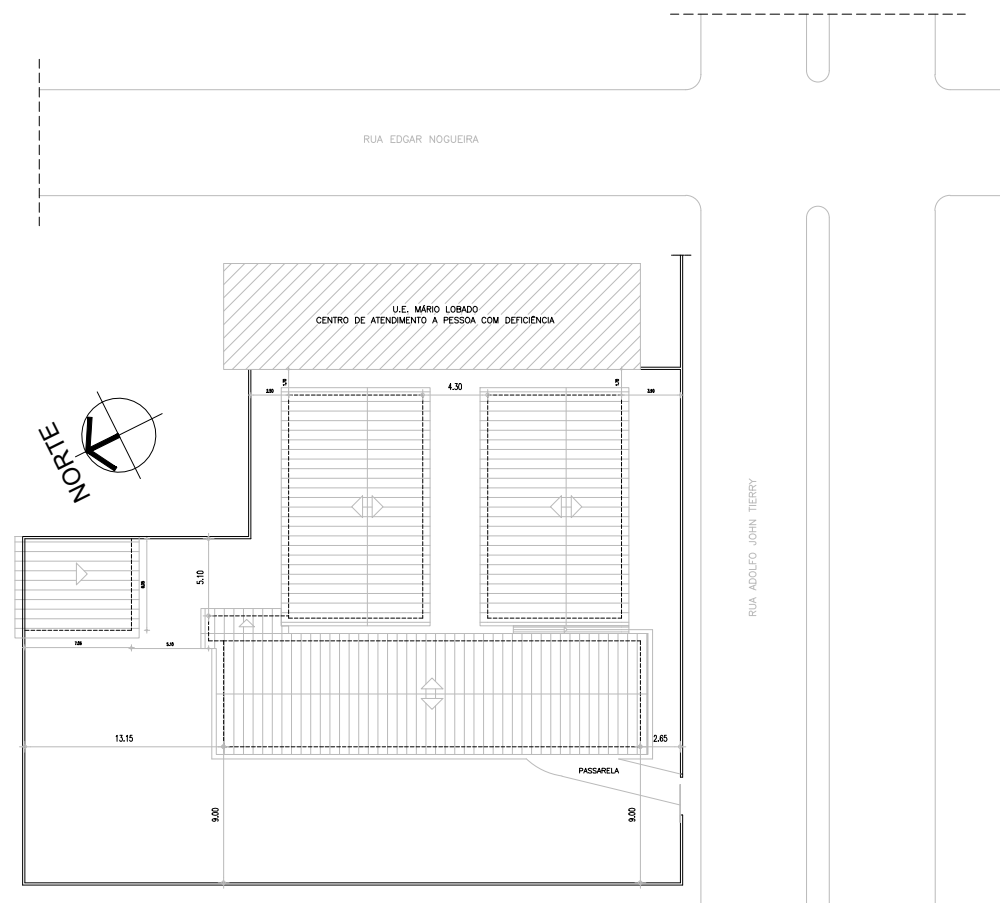 RUA EDGAR NOGUEIRA
U.E. MÁRIO LOBADO
CENTRO DE ATENDIMENTO A PESSOA COM DEFICIÊNCIA
4.30
NORTE
RUA ADOLFO JOHN TIERRY
5.10
13.15
2.65
PASSARELA
9.00
9.00